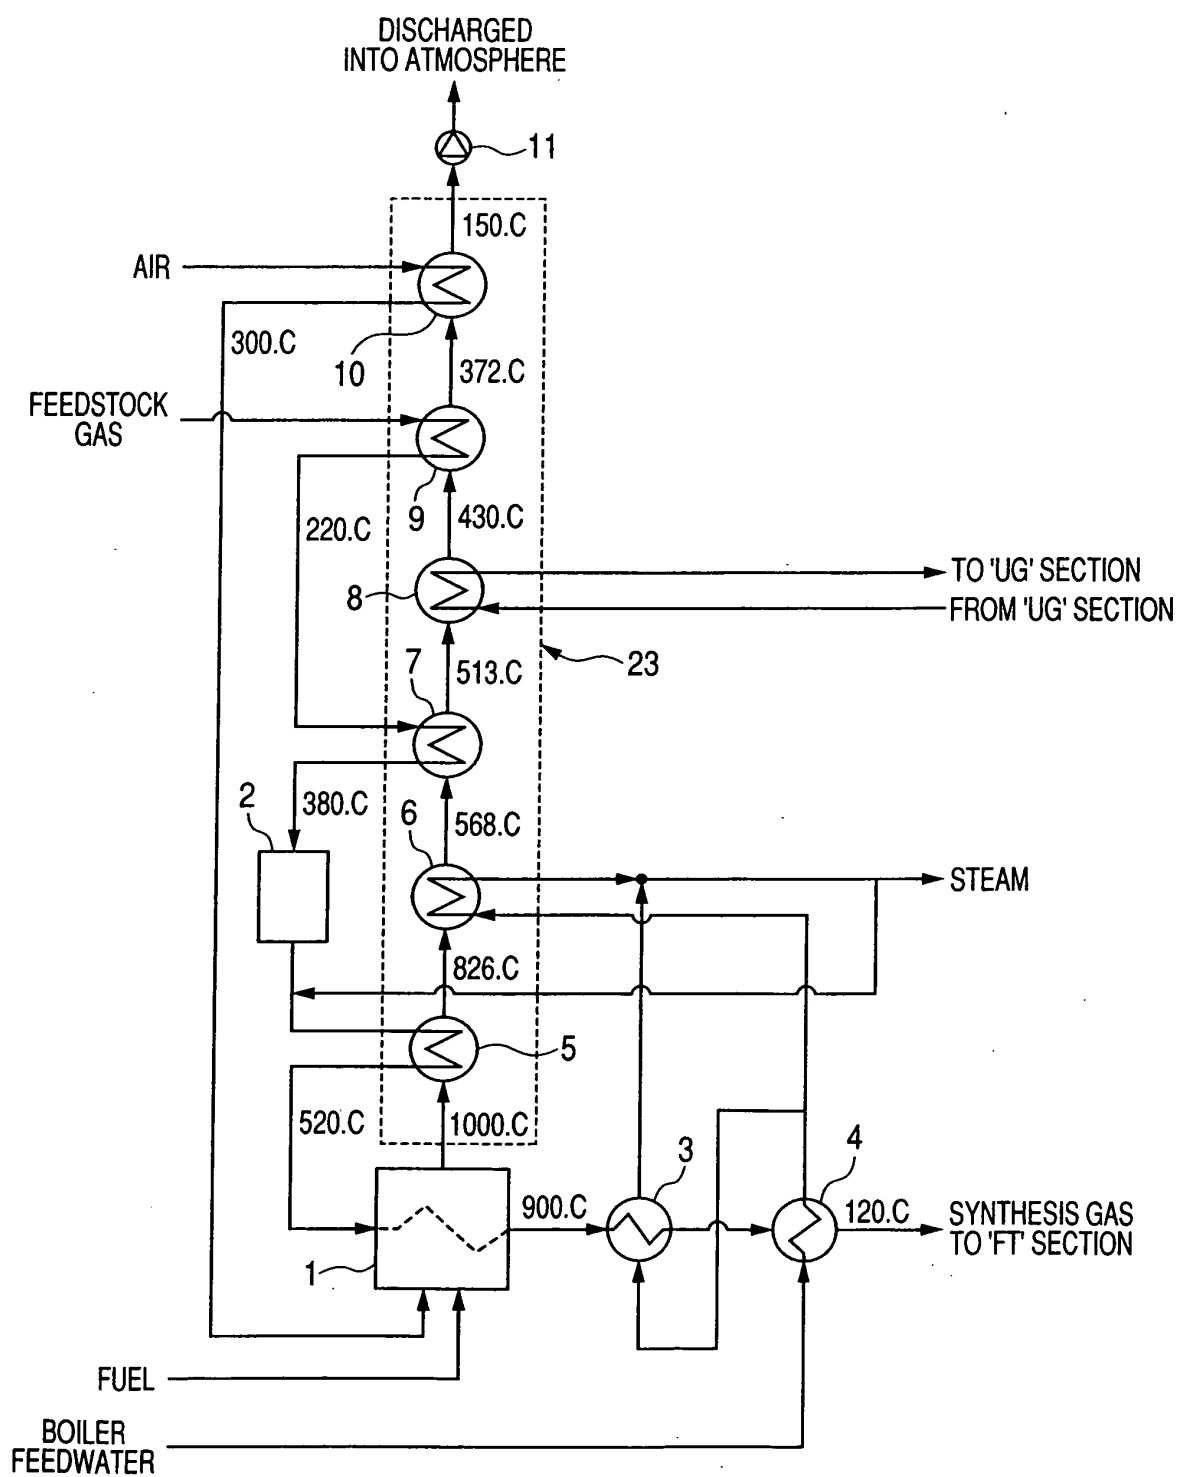 DISCHARGED
INTO ATMOSPHERE
11
150.C
AIR
10
300.C
372.C
FEEDSTOCK
GAS
9
430.C
220.C
8
TO 'UG' SECTION
FROM 'UG' SECTION
7
513.C
23
2
380.C
6
568.C
STEAM
826.C
5
520.C
1000.C
3
4
900.C
120.C
SYNTHESIS GAS
TO 'FT' SECTION
1
FUEL
BOILER
FEEDWATER